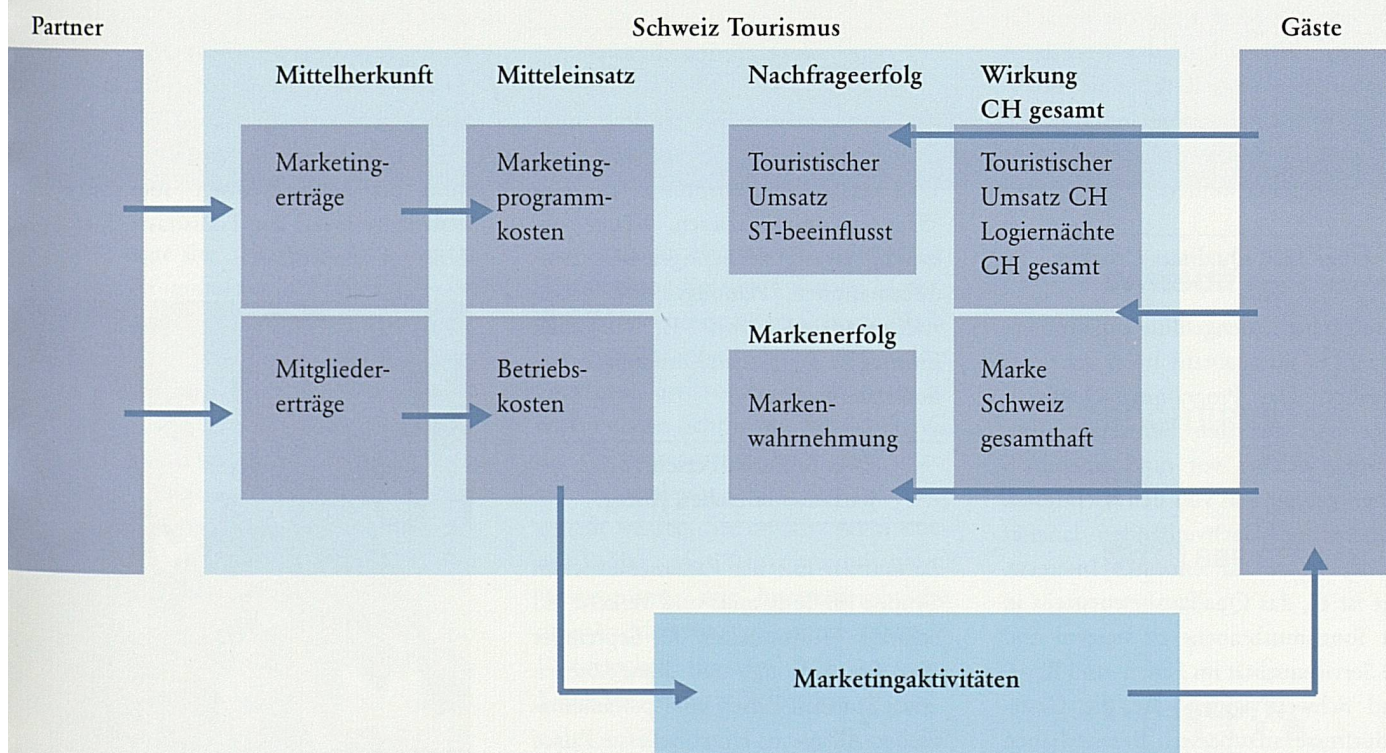 Partner
Schweiz Tourismus
Gäste
Mittelherkunft
Mitteleinsatz
Nachfrageerfolg
Wirkung
CH gesamt
Marketing-
erträge
Marketing-
programm-
kosten
Touristischer
Umsatz
ST-beeinflusst
Touristischer
Umsatz CH
Logiernächte
CH gesamt
Mitglieder-
erträge
Betriebs-
kosten
Markenerfolg
Marken-
wahrnehmung
Marke
Schweiz
gesamthaft
Marketingaktivitäten